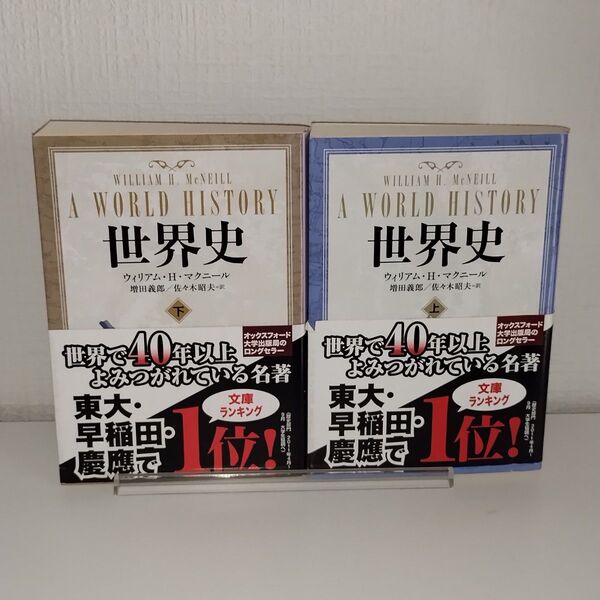 WILLIAM H. McNEILL
A WORLD HISTORY
世界史
ウィリアム・H・マクニール
増田義郎/佐々木昭夫=訳
下
オックスフォード
大学出版局の
ロングセラー
世界で40年以上
よみつがれている名著
東大・
早稲田・
慶應で
文庫
ランキング
1位!
WILLIAM H. McNEILL
A WORLD HISTORY
世界史
ウィリアム・H・マクニール
増田義郎/佐々木昭夫=訳
上
オックスフォード
大学出版局の
ロングセラー
世界で40年以上
よみつがれている名著
東大・
早稲田・
慶應で
文庫
ランキング
1位!